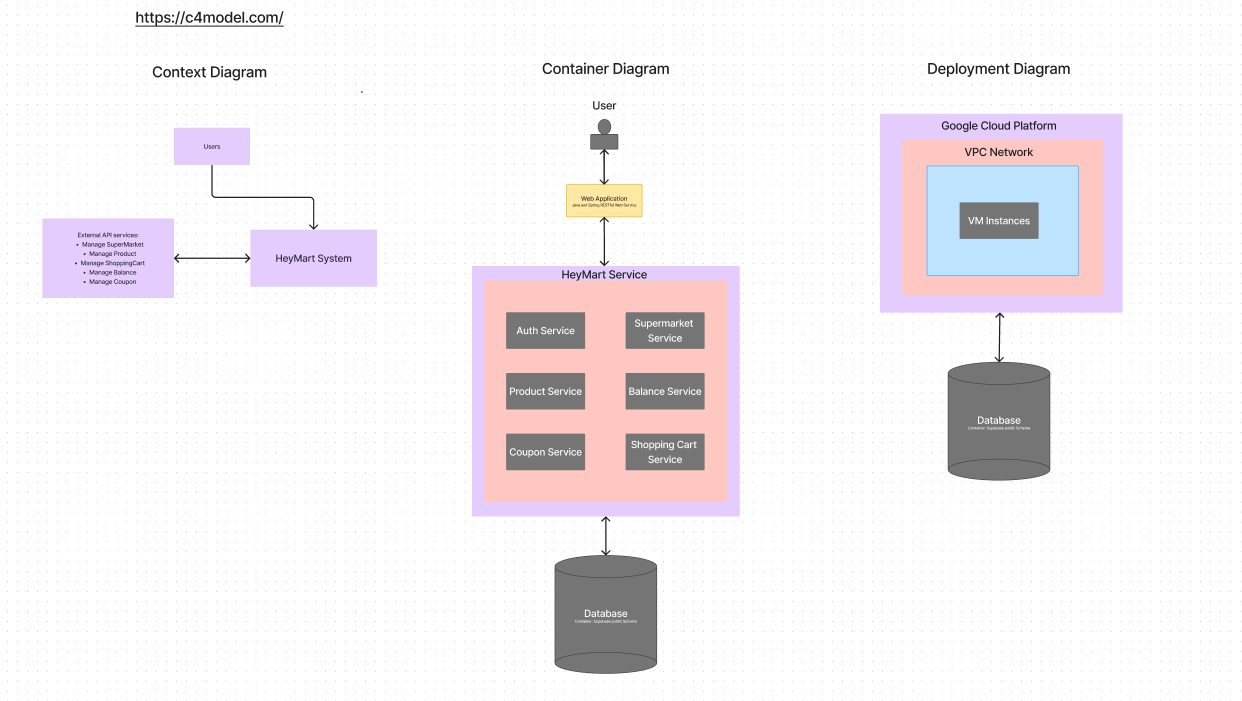 https://c4model.com/
Context Diagram
Users
External API services:
• Manage SuperMarket
• Manage Product
• Manage ShoppingCart
• Manage Balance
• Manage Coupon
HeyMart System
Container Diagram
User
Web Application
Java and Spring RESTful Web Service
HeyMart Service
Auth Service
Supermarket
Service
Product Service
Balance Service
Coupon Service
Shopping Cart
Service
Database
Container: Supabase public Schema
Deployment Diagram
Google Cloud Platform
VPC Network
VM Instances
Database
Container: Supabase public Schema